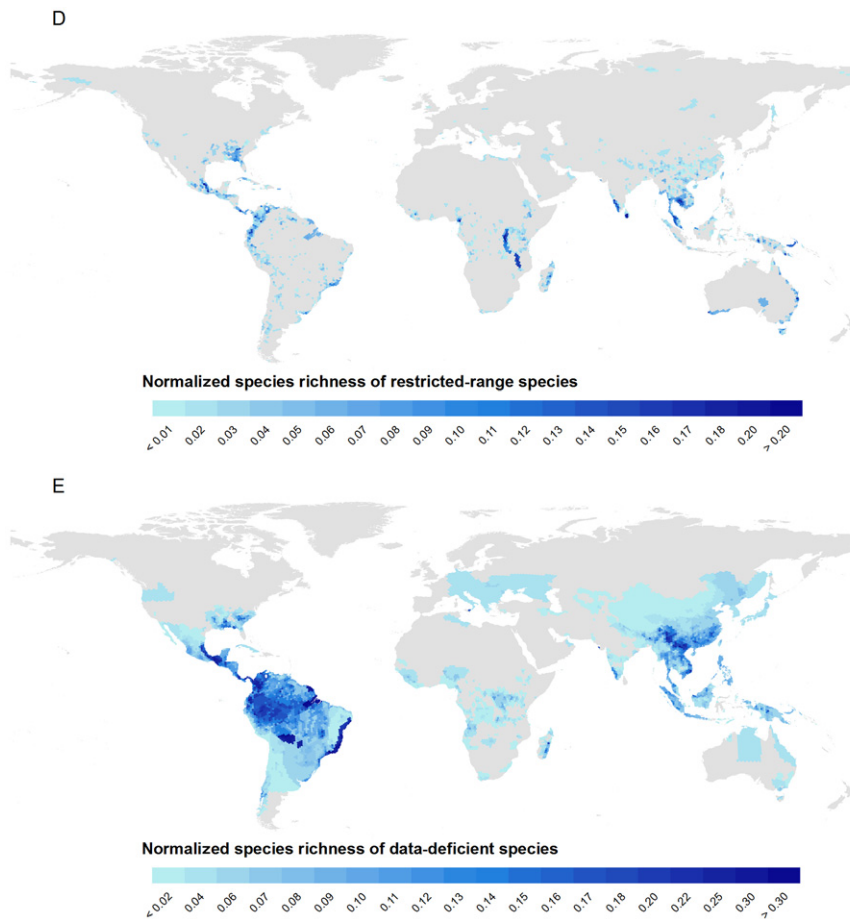 D
Normalized species richness of restricted-range species
< 0.01 0.02 0.03 0.04 0.05 0.06 0.07 0.08 0.09 0.10 0.11 0.12 0.13 0.14 0.15 0.16 0.17 0.18 0.20 > 0.20
E
Normalized species richness of data-deficient species
< 0.02 0.04 0.06 0.07 0.08 0.09 0.10 0.11 0.12 0.13 0.14 0.15 0.16 0.17 0.18 0.20 0.22 0.25 0.30 > 0.30